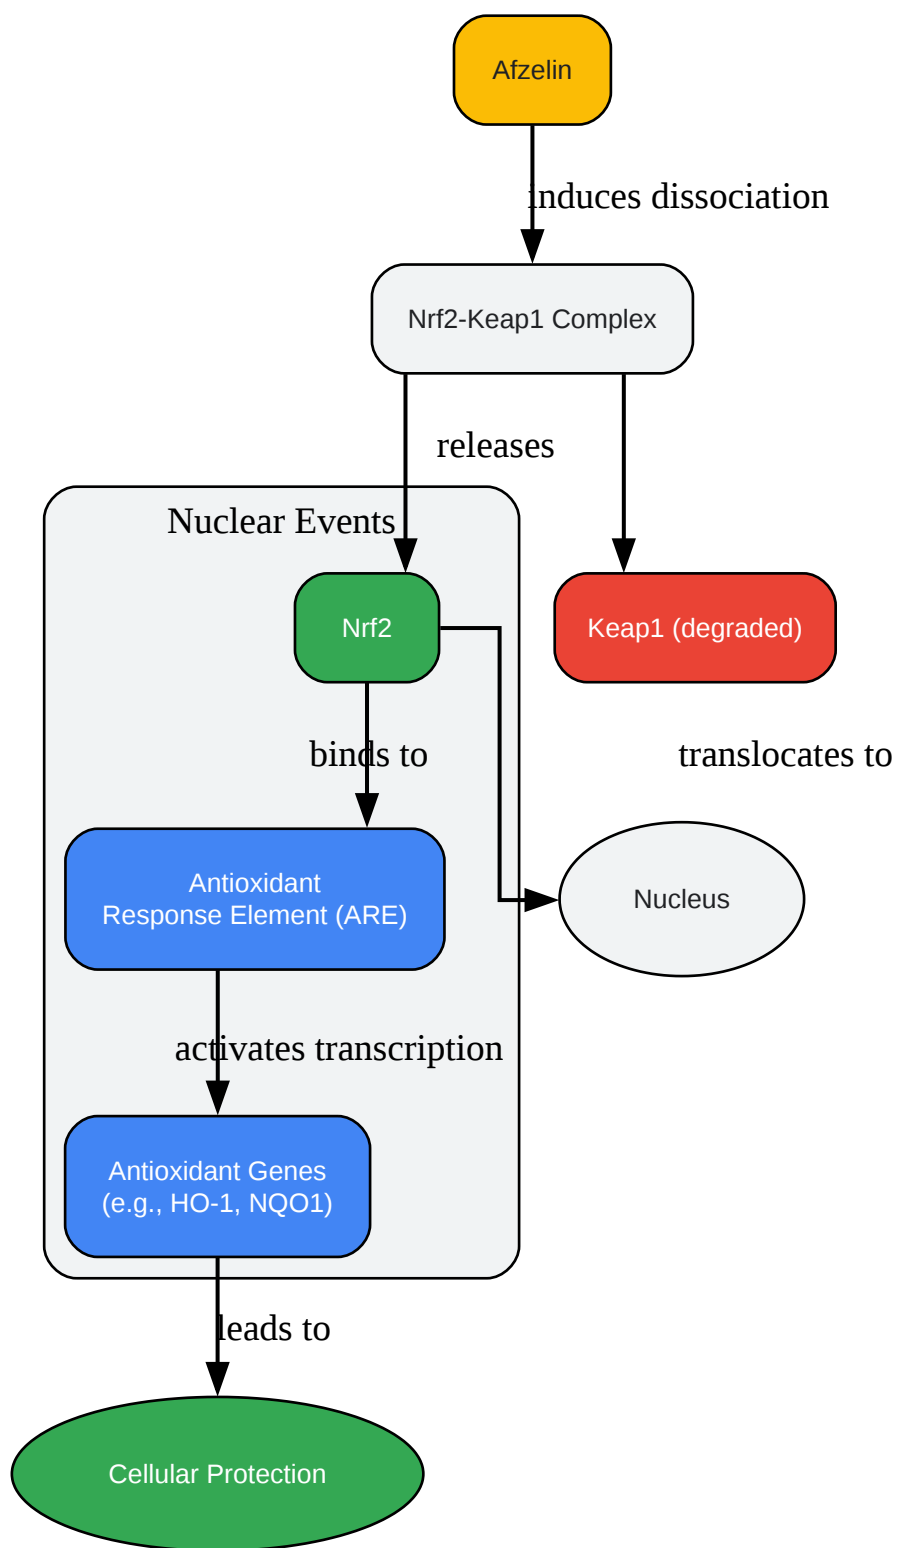 Afzelin
induces dissociation
Nrf2-Keap1 Complex
releases
Nuclear Events
Nrf2
Keap1 (degraded)
binds to
translocates to
Antioxidant
Response Element (ARE)
Nucleus
activates transcription
Antioxidant Genes
(e.g., HO-1, NQO1)
leads to
Cellular Protection